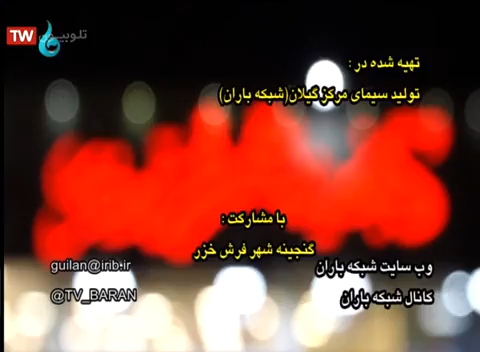 TW تلوبیون
تهیه شده در :
تولید سیمای مرکز گیلان(شبکه باران)
با مشارکت :
گنجینه شهر فرش خزر
وب سایت شبکه باران guilan@irib.ir
کانال شبکه باران @TV_BARAN